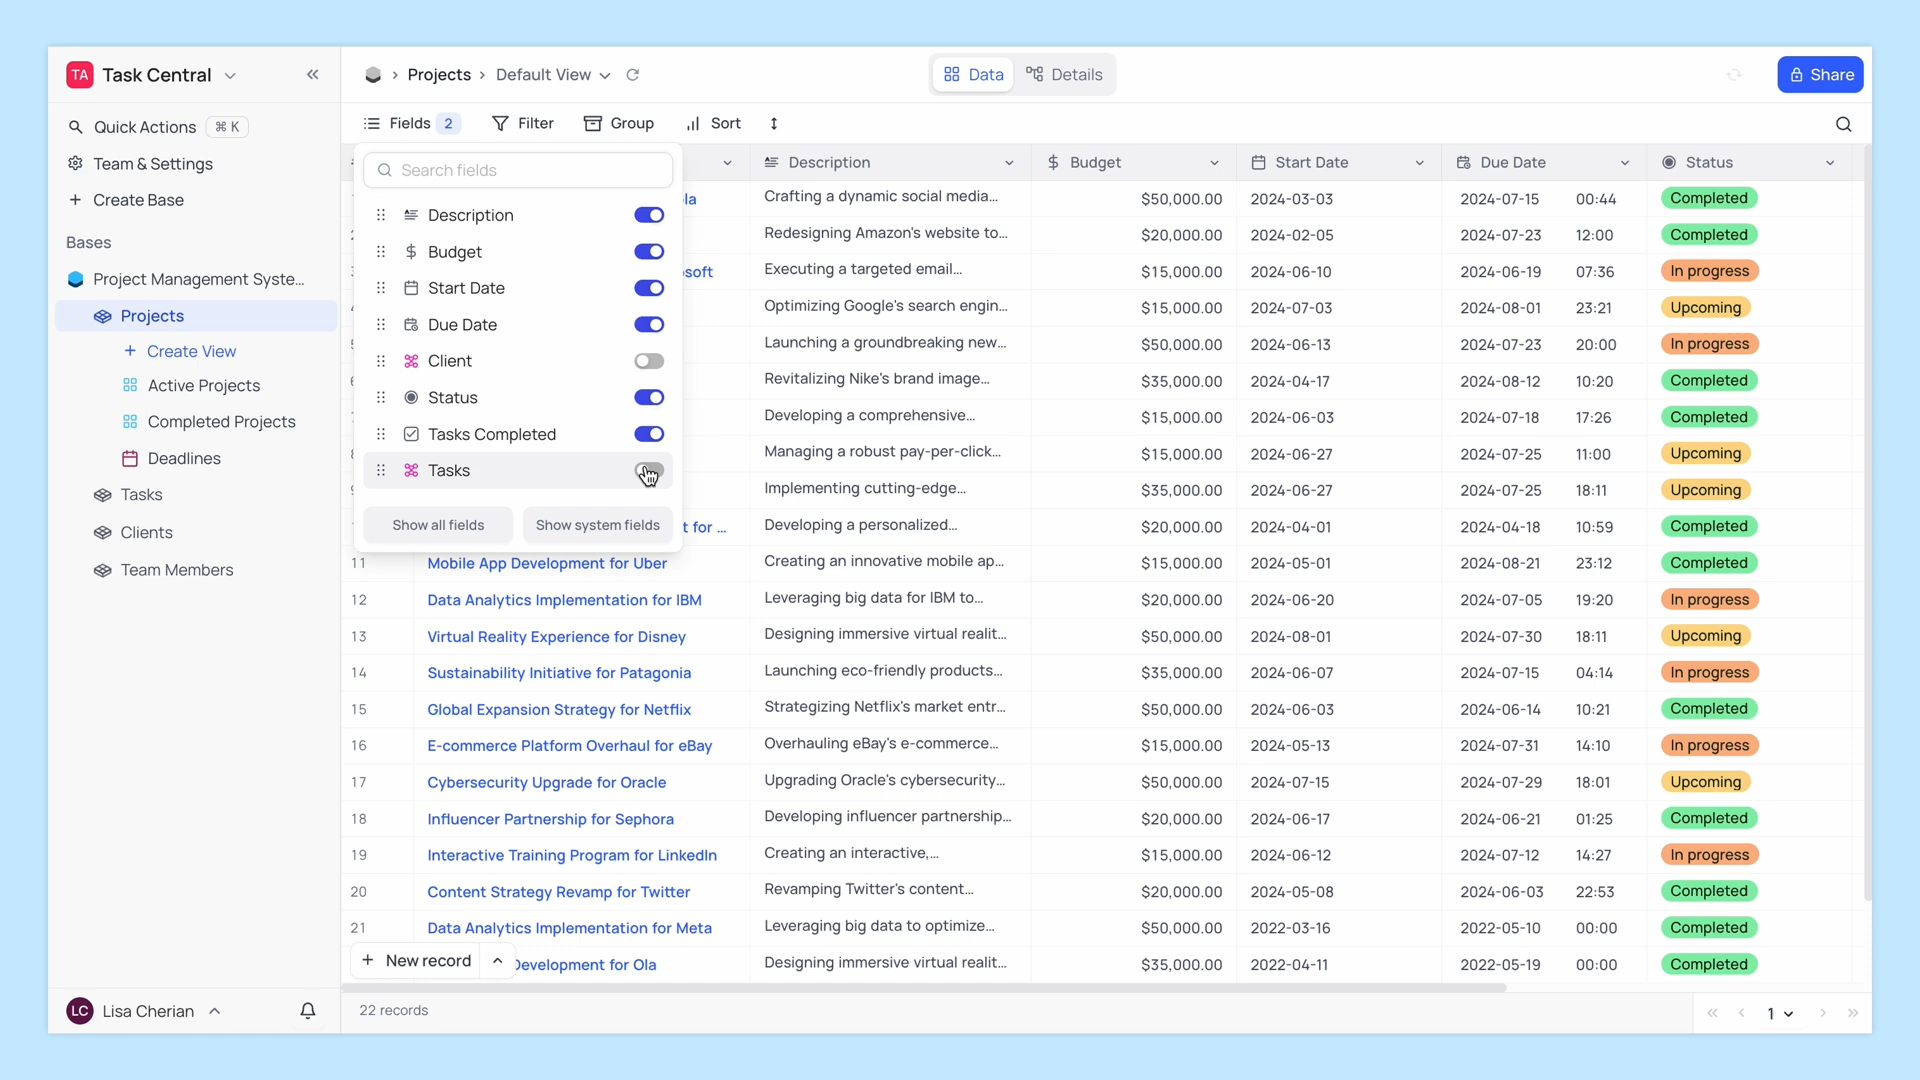 TA Task Central
Quick Actions ⌘ K
Team & Settings
Create Base
Bases
Project Management Syste...
Projects
Create View
Active Projects
Completed Projects
Deadlines
Tasks
Clients
Team Members
LC Lisa Cherian
Projects Default View
Data Details
Share
Fields 2 Filter Group Sort
Search fields
Description
Budget
Start Date
Due Date
Client
Status
Tasks Completed
Tasks
Show all fields Show system fields
Description Budget Start Date Due Date Status
la Crafting a dynamic social media... $50,000.00 2024-03-03 2024-07-15 00:44 Completed
Redesigning Amazon's website to... $20,000.00 2024-02-05 2024-07-23 12:00 Completed
soft Executing a targeted email... $15,000.00 2024-06-10 2024-06-19 07:36 In progress
Optimizing Google's search engin... $15,000.00 2024-07-03 2024-08-01 23:21 Upcoming
Launching a groundbreaking new... $50,000.00 2024-06-13 2024-07-23 20:00 In progress
Revitalizing Nike's brand image... $35,000.00 2024-04-17 2024-08-12 10:20 Completed
Developing a comprehensive... $15,000.00 2024-06-03 2024-07-18 17:26 Completed
Managing a robust pay-per-click... $15,000.00 2024-06-27 2024-07-25 11:00 Upcoming
Implementing cutting-edge... $35,000.00 2024-06-27 2024-07-25 18:11 Upcoming
t for ... Developing a personalized... $20,000.00 2024-04-01 2024-04-18 10:59 Completed
11 Mobile App Development for Uber Creating an innovative mobile ap... $15,000.00 2024-05-01 2024-08-21 23:12 Completed
12 Data Analytics Implementation for IBM Leveraging big data for IBM to... $20,000.00 2024-06-20 2024-07-05 19:20 In progress
13 Virtual Reality Experience for Disney Designing immersive virtual realit... $50,000.00 2024-08-01 2024-07-30 18:11 Upcoming
14 Sustainability Initiative for Patagonia Launching eco-friendly products... $35,000.00 2024-06-07 2024-07-15 04:14 In progress
15 Global Expansion Strategy for Netflix Strategizing Netflix's market entr... $50,000.00 2024-06-03 2024-06-14 10:21 Completed
16 E-commerce Platform Overhaul for eBay Overhauling eBay's e-commerce... $15,000.00 2024-05-13 2024-07-31 14:10 In progress
17 Cybersecurity Upgrade for Oracle Upgrading Oracle's cybersecurity... $50,000.00 2024-07-15 2024-07-29 18:01 Upcoming
18 Influencer Partnership for Sephora Developing influencer partnership... $20,000.00 2024-06-17 2024-06-21 01:25 Completed
19 Interactive Training Program for LinkedIn Creating an interactive,... $15,000.00 2024-06-12 2024-07-12 14:27 In progress
20 Content Strategy Revamp for Twitter Revamping Twitter's content... $20,000.00 2024-05-08 2024-06-03 22:53 Completed
21 Data Analytics Implementation for Meta Leveraging big data to optimize... $50,000.00 2022-03-16 2022-05-10 00:00 Completed
Development for Ola Designing immersive virtual realit... $35,000.00 2022-04-11 2022-05-19 00:00 Completed
New record
22 records
1